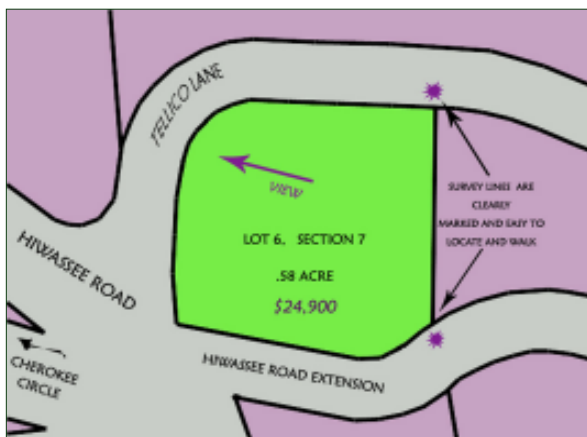 TELLICO LANE
VIEW
SURVEY LINES ARE
CLEARLY
MARKED AND EASY TO
LOCATE AND WALK
LOT 6, SECTION 7
.58 ACRE
$24,900
HIWASSEE ROAD
HIWASSEE ROAD EXTENSION
CHEROKEE
CIRCLE